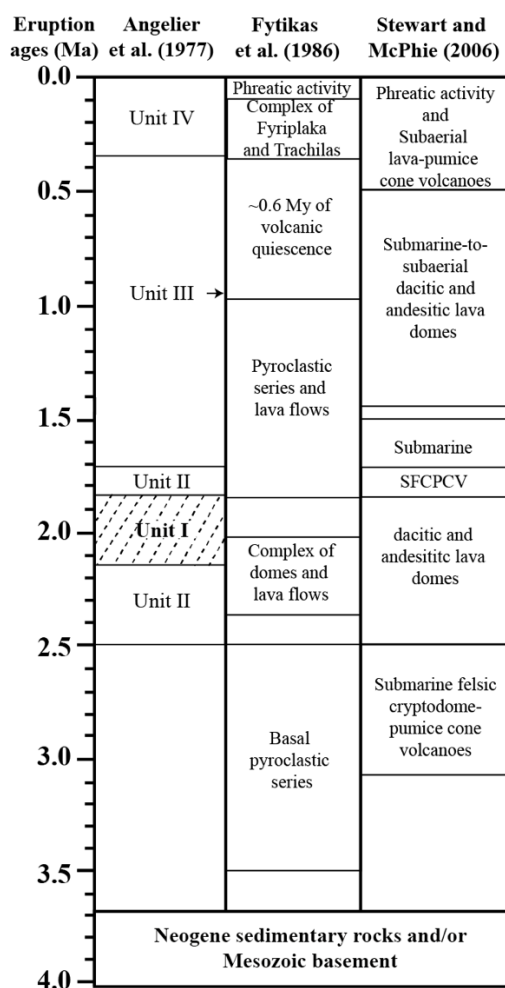 Eruption
ages (Ma)
Angelier
et al. (1977)
Fytikas
et al. (1986)
Stewart and
McPhie (2006)
0.0
0.5
1.0
1.5
2.0
2.5
3.0
3.5
4.0
Unit IV
Unit III
Unit II
Unit I
Unit II
Phreatic activity
Complex of
Fyriplaka
and Trachilas
~0.6 My of
volcanic
quiescence
Pyroclastic
series and
lava flows
Complex of
domes and
lava flows
Basal
pyroclastic
series
Phreatic activity
and
Subaerial
lava-pumice
cone volcanoes
Submarine-to-
subaerial
dacitic and
andesitic lava
domes
Submarine
SFCPCV
dacitic and
andesititc lava
domes
Submarine felsic
cryptodome-
pumice cone
volcanoes
Neogene sedimentary rocks and/or
Mesozoic basement